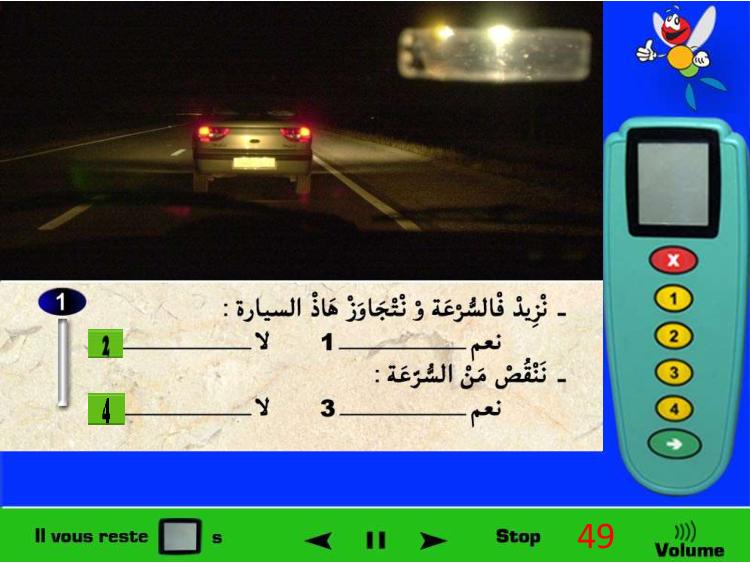 1
- نْزِيدْ فْالسُّرْعَة وْ نْتْجَاوَزْ هَاذْ السيارة :
نعم 1 لا 2
- نَنْقُصْ مَنْ السُّرّعَة :
نعم 3 لا 4
X
1
2
3
4
Il vous reste s Stop 49 Volume